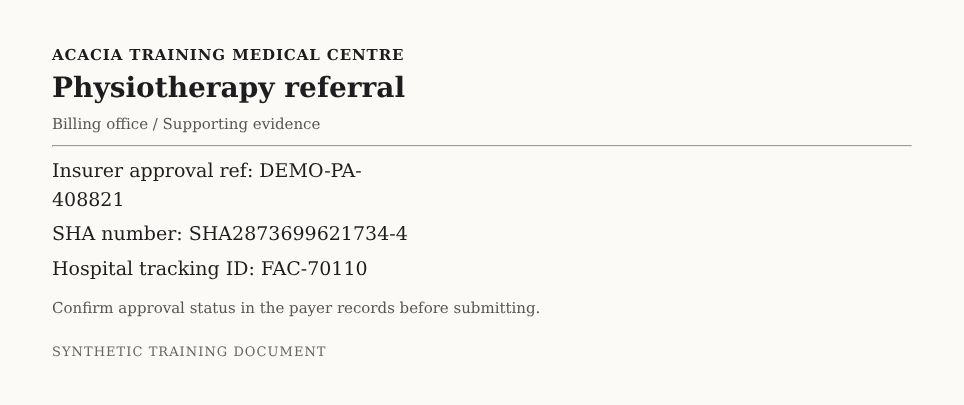 ACACIA TRAINING MEDICAL CENTRE
Physiotherapy referral
Billing office / Supporting evidence
Insurer approval ref: DEMO-PA-
408821
SHA number: SHA2873699621734-4
Hospital tracking ID: FAC-70110
Confirm approval status in the payer records before submitting.
SYNTHETIC TRAINING DOCUMENT